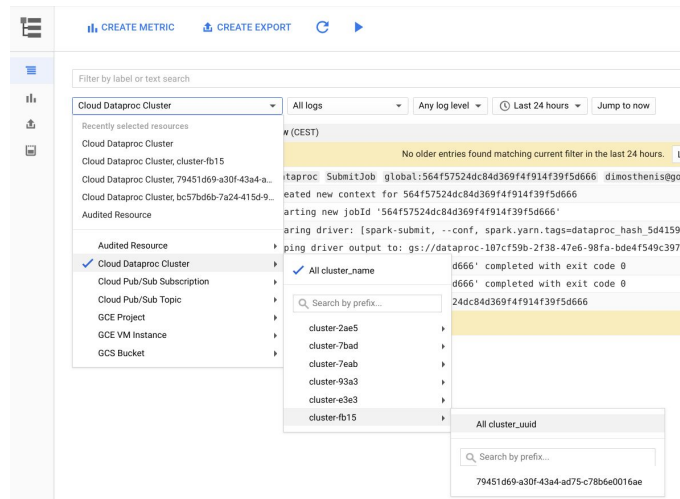 CREATE METRIC CREATE EXPORT
Filter by label or text search
Cloud Dataproc Cluster All logs Any log level Last 24 hours Jump to now
Recently selected resources
w (CEST)
Cloud Dataproc Cluster
No older entries found matching current filter in the last 24 hours. L
Cloud Dataproc Cluster, cluster-fb15
Cloud Dataproc Cluster, 79451d69-a30f-43a4-a...
ataproc SubmitJob global:564f57524dc84d369f4f914f39f5d666 dimosthenis@go
Cloud Dataproc Cluster, bc57bd6b-7a24-415d-9...
eated new context for 564f57524dc84d369f4f914f39f5d666
Audited Resource
arting new jobId '564f57524dc84d369f4f914f39f5d666'
aring driver: [spark-submit, --conf, spark.yarn.tags=dataproc_hash_5d4159
Audited Resource
ping driver output to: gs://dataproc-107cf59b-2f38-47e6-98fa-bde4f549c397
Cloud Dataproc Cluster
All cluster_name
d666' completed with exit code 0
Cloud Pub/Sub Subscription
d666' completed with exit code 0
Cloud Pub/Sub Topic
Search by prefix...
24dc84d369f4f914f39f5d666
GCE Project
cluster-2ae5
GCE VM Instance
cluster-7bad
GCS Bucket
cluster-7eab
cluster-93a3
cluster-e3e3
cluster-fb15
All cluster_uuid
Search by prefix...
79451d69-a30f-43a4-ad75-c78b6e0016ae